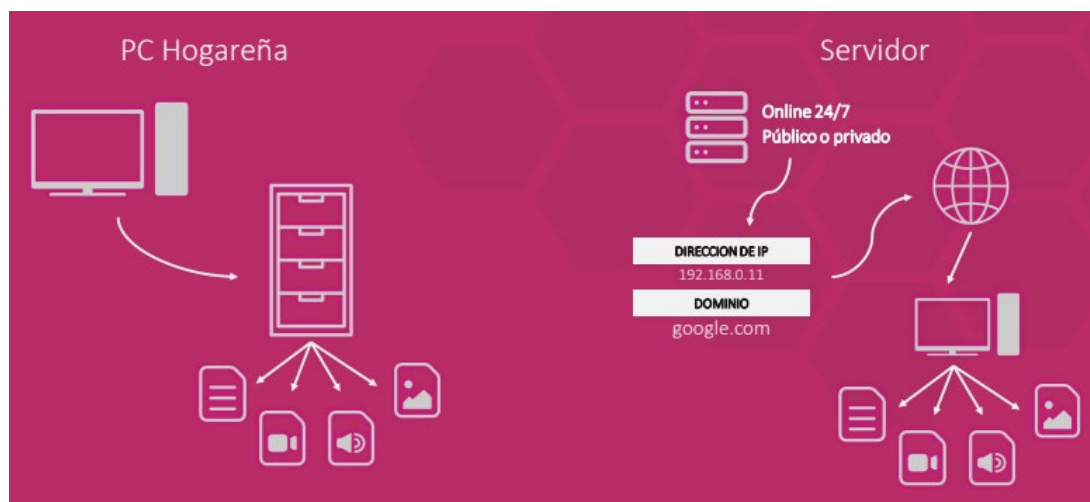 PC Hogareña
Servidor
Online 24/7
Público o privado
DIRECCION DE IP
192.168.0.11
DOMINIO
google.com